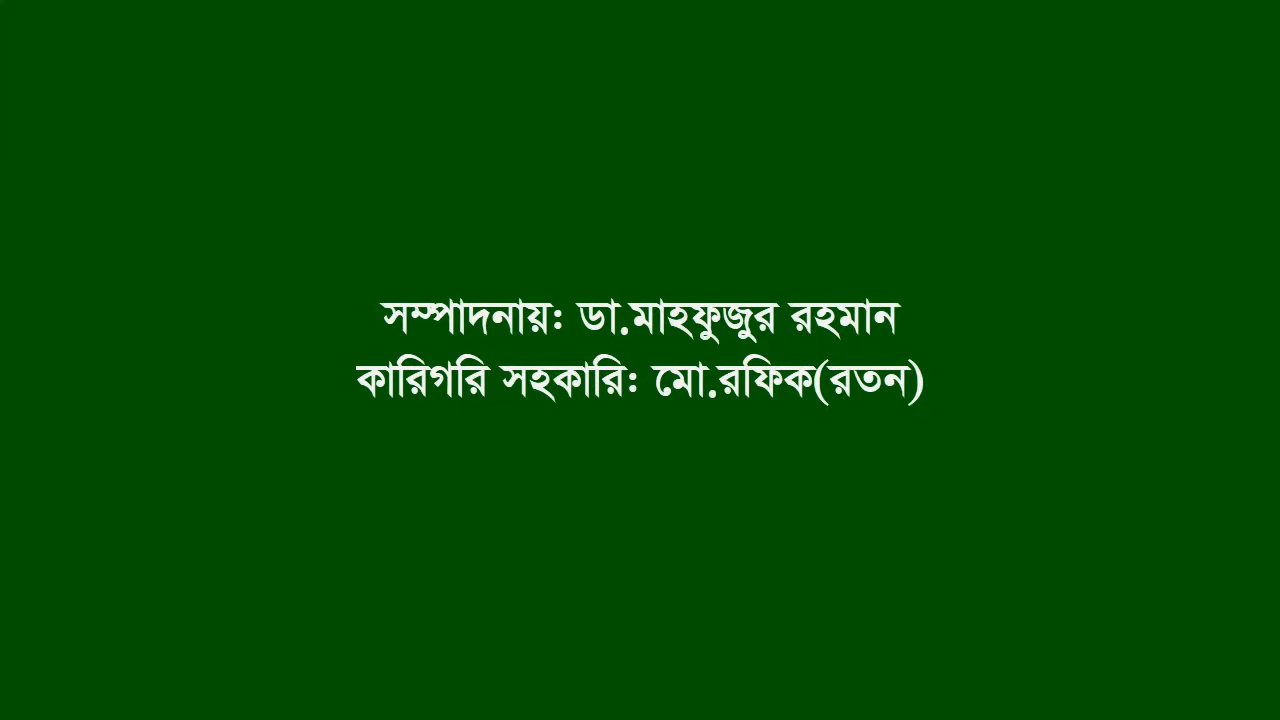 সম্পাদনায়ঃ ডা.মাহফুজুর রহমান
কারিগরি সহকারিঃ মো.রফিক(রতন)